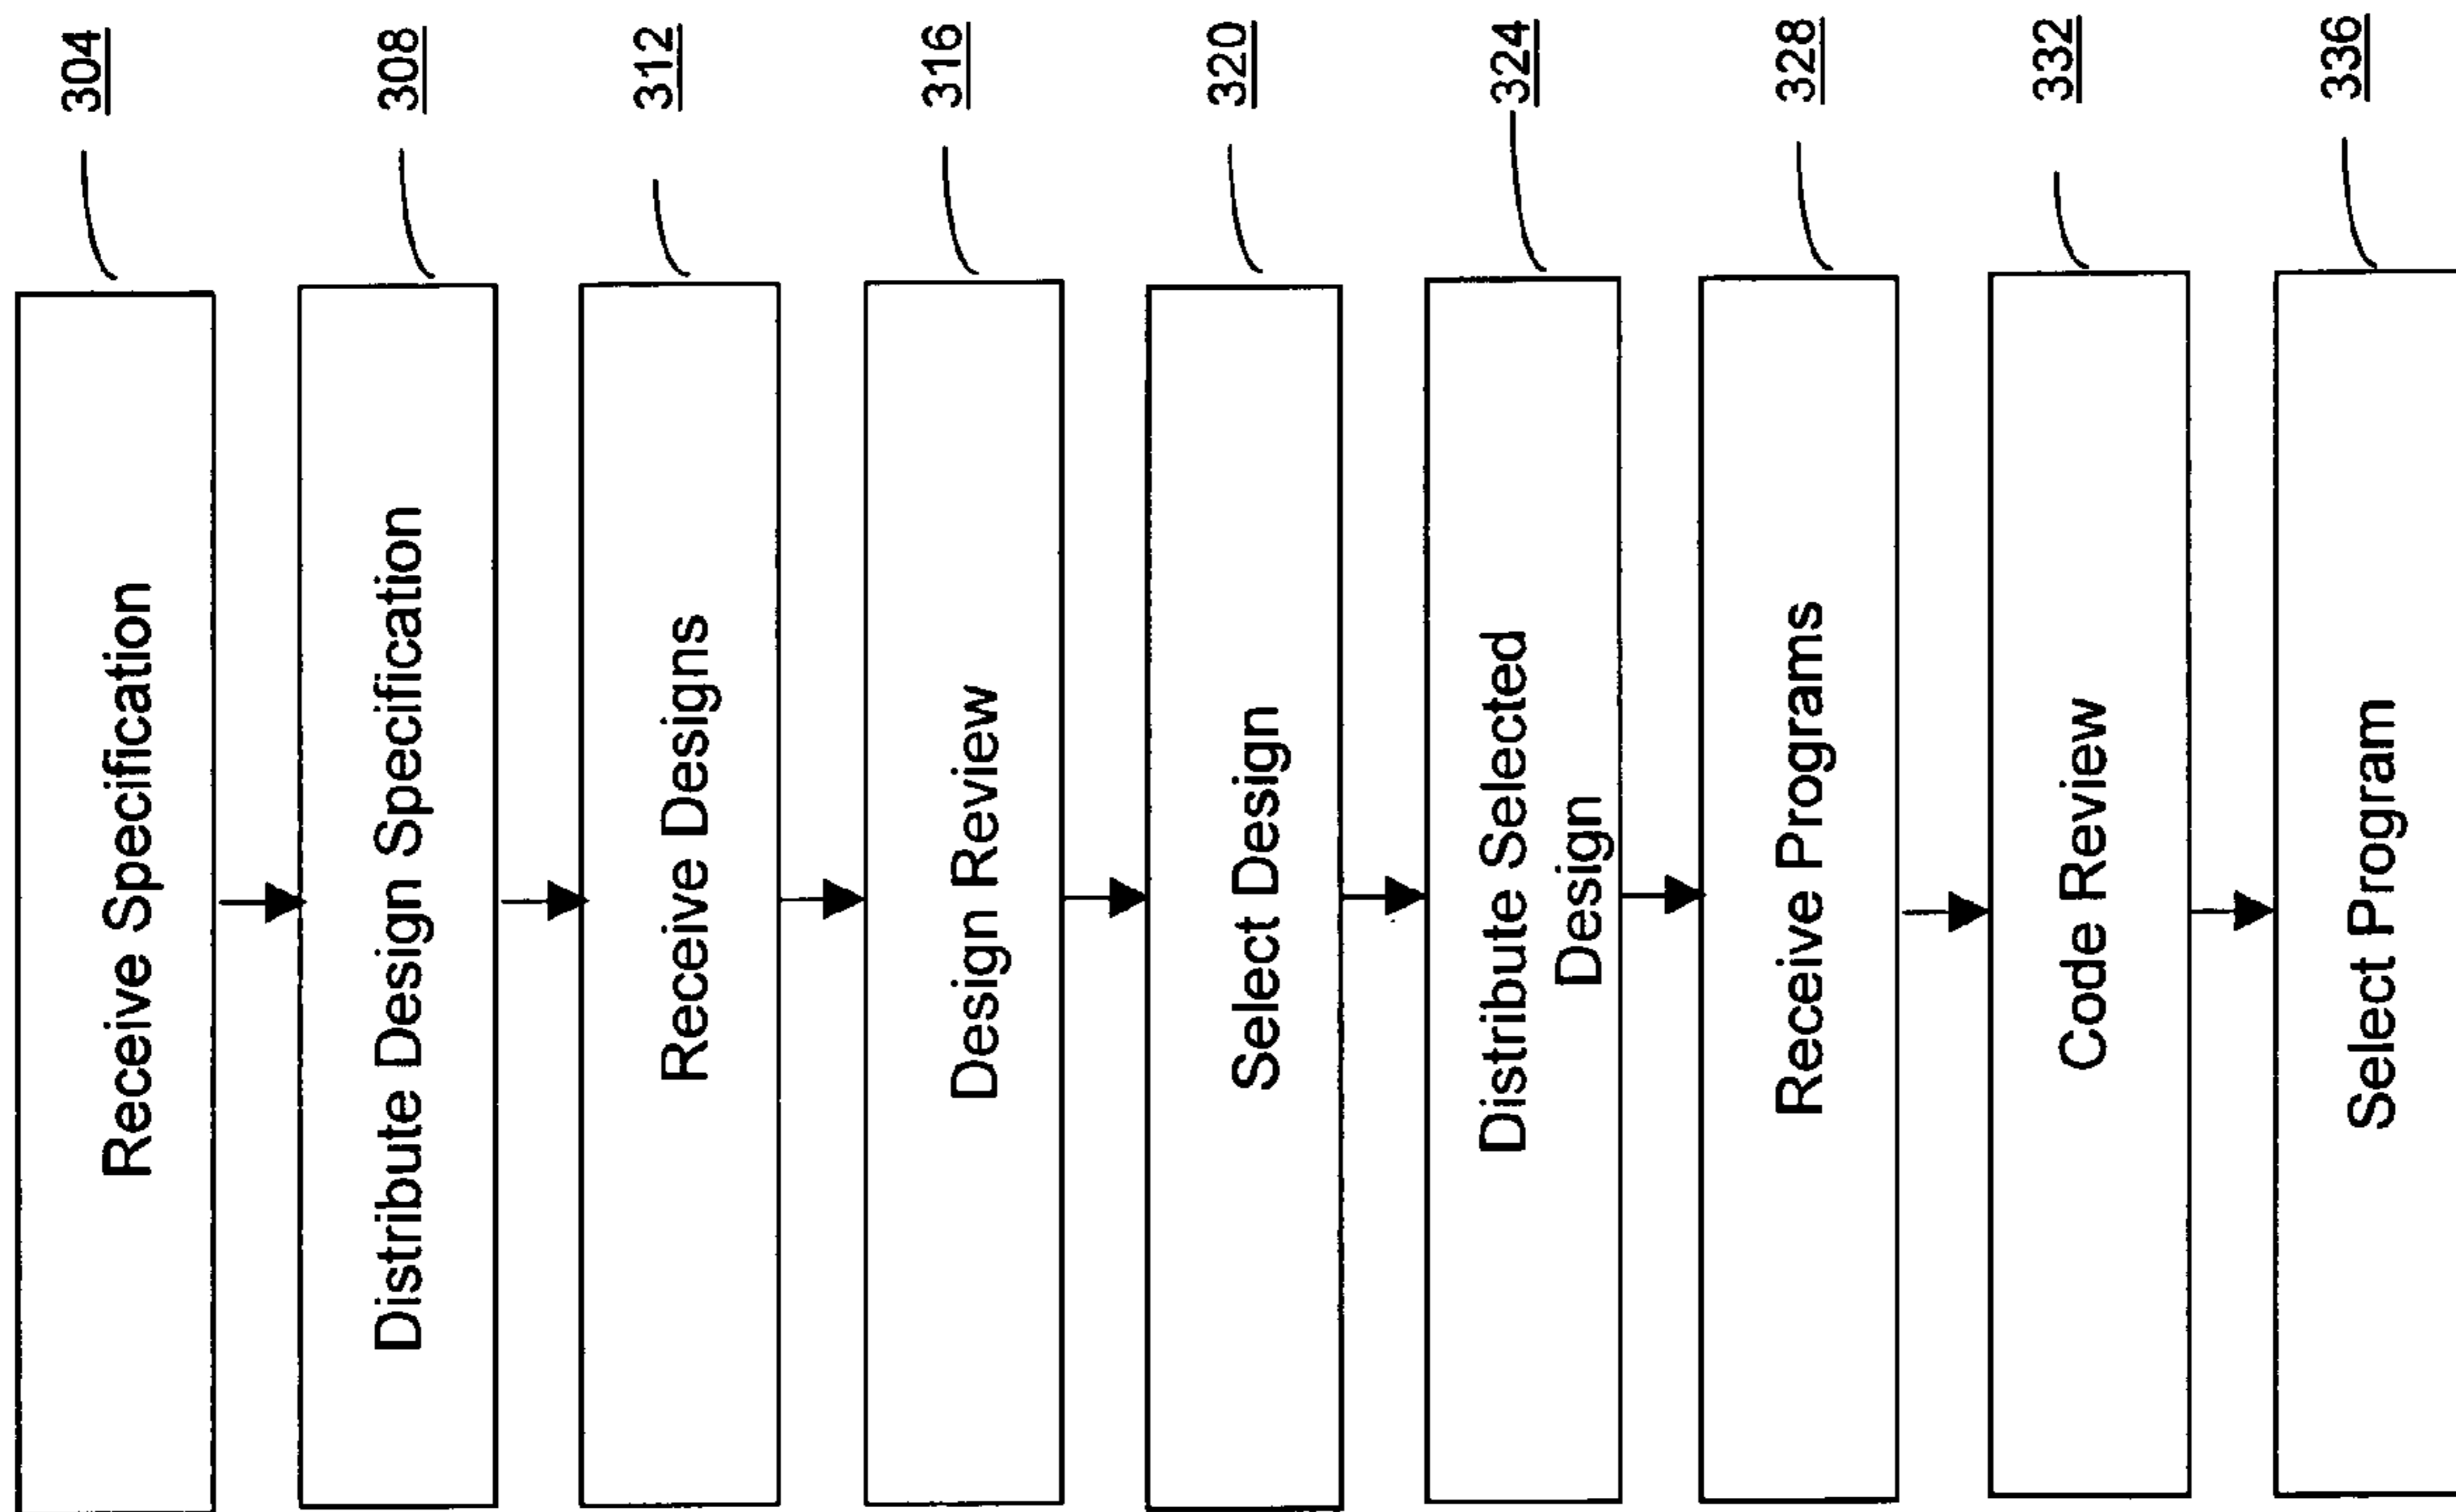 Receive Specification
304
Distribute Design Specification
308
Receive Designs
312
Design Review
316
Select Design
320
Distribute Selected
Design
324
Receive Programs
328
Code Review
332
Select Program
336